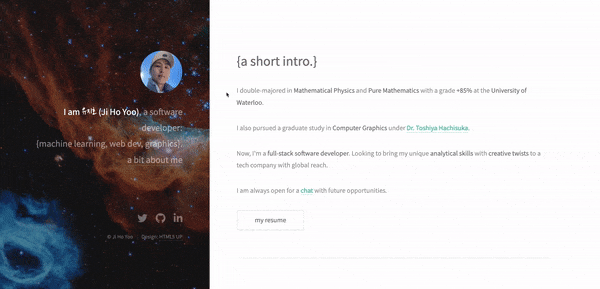 I am 유지호 (Ji Ho Yoo), a software
developer:
{machine learning, web dev, graphics}.
a bit about me
© Ji Ho Yoo Design: HTML5 UP
{a short intro.}
I double-majored in Mathematical Physics and Pure Mathematics with a grade +85% at the University of
Waterloo.
I also pursued a graduate study in Computer Graphics under Dr. Toshiya Hachisuka.
Now, I'm a full-stack software developer. Looking to bring my unique analytical skills with creative twists to a
tech company with global reach.
I am always open for a chat with future opportunities.
my resume